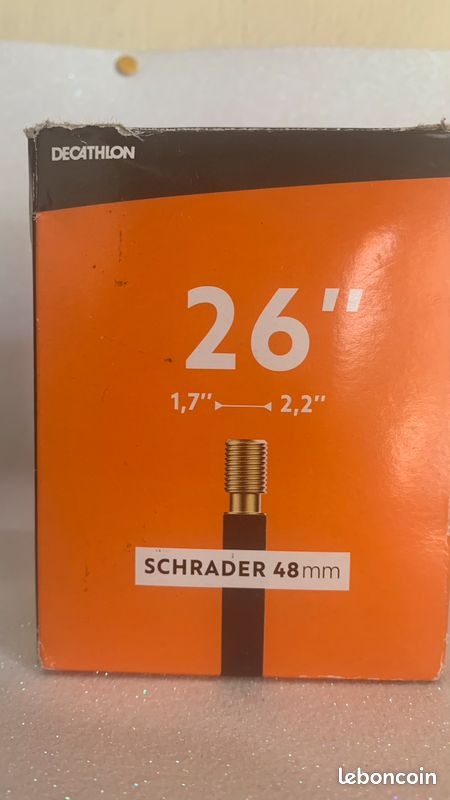 DECATHLON
26"
1,7" 2,2"
SCHRADER 48mm
leboncoin